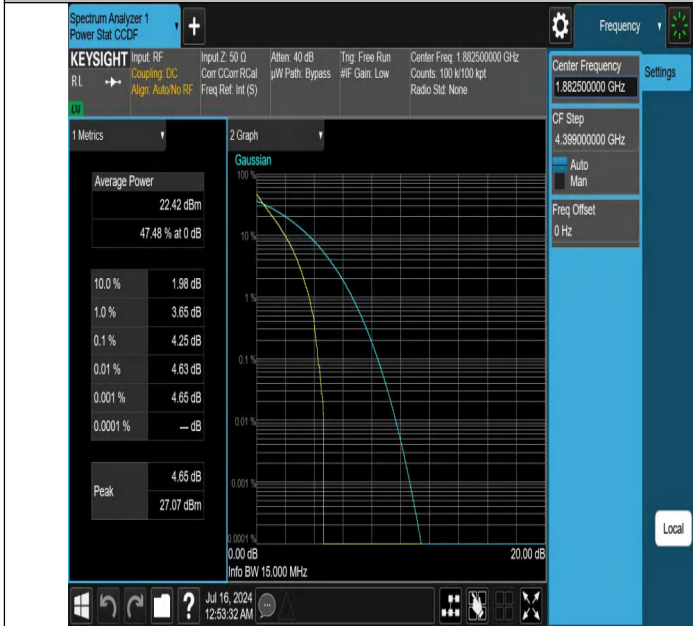 Spectrum Analyzer 1
Power Stat CCDF
+
Frequency
KEYSIGHT
RL
LXI
Input: RF
Coupling: DC
Align: Auto/No RF
Input Z: 50 Ω
Corr CCorr RCal
Freq Ref: Int (S)
Atten: 40 dB
µW Path: Bypass
Trig: Free Run
#IF Gain: Low
Center Freq: 1.882500000 GHz
Counts: 100 k/100 kpt
Radio Std: None
Center Frequency
1.882500000 GHz
Settings
CF Step
4.399000000 GHz
Auto
Man
Freq Offset
0 Hz
1 Metrics
Average Power
22.42 dBm
47.48 % at 0 dB
10.0 % 1.98 dB
1.0 % 3.65 dB
0.1 % 4.25 dB
0.01 % 4.63 dB
0.001 % 4.65 dB
0.0001 % --- dB
Peak
4.65 dB
27.07 dBm
2 Graph
Gaussian
100 %
10 %
1 %
0.1 %
0.01 %
0.001 %
0.0001 %
0.00 dB
20.00 dB
Info BW 15.000 MHz
Local
?
Jul 16, 2024
12:53:32 AM